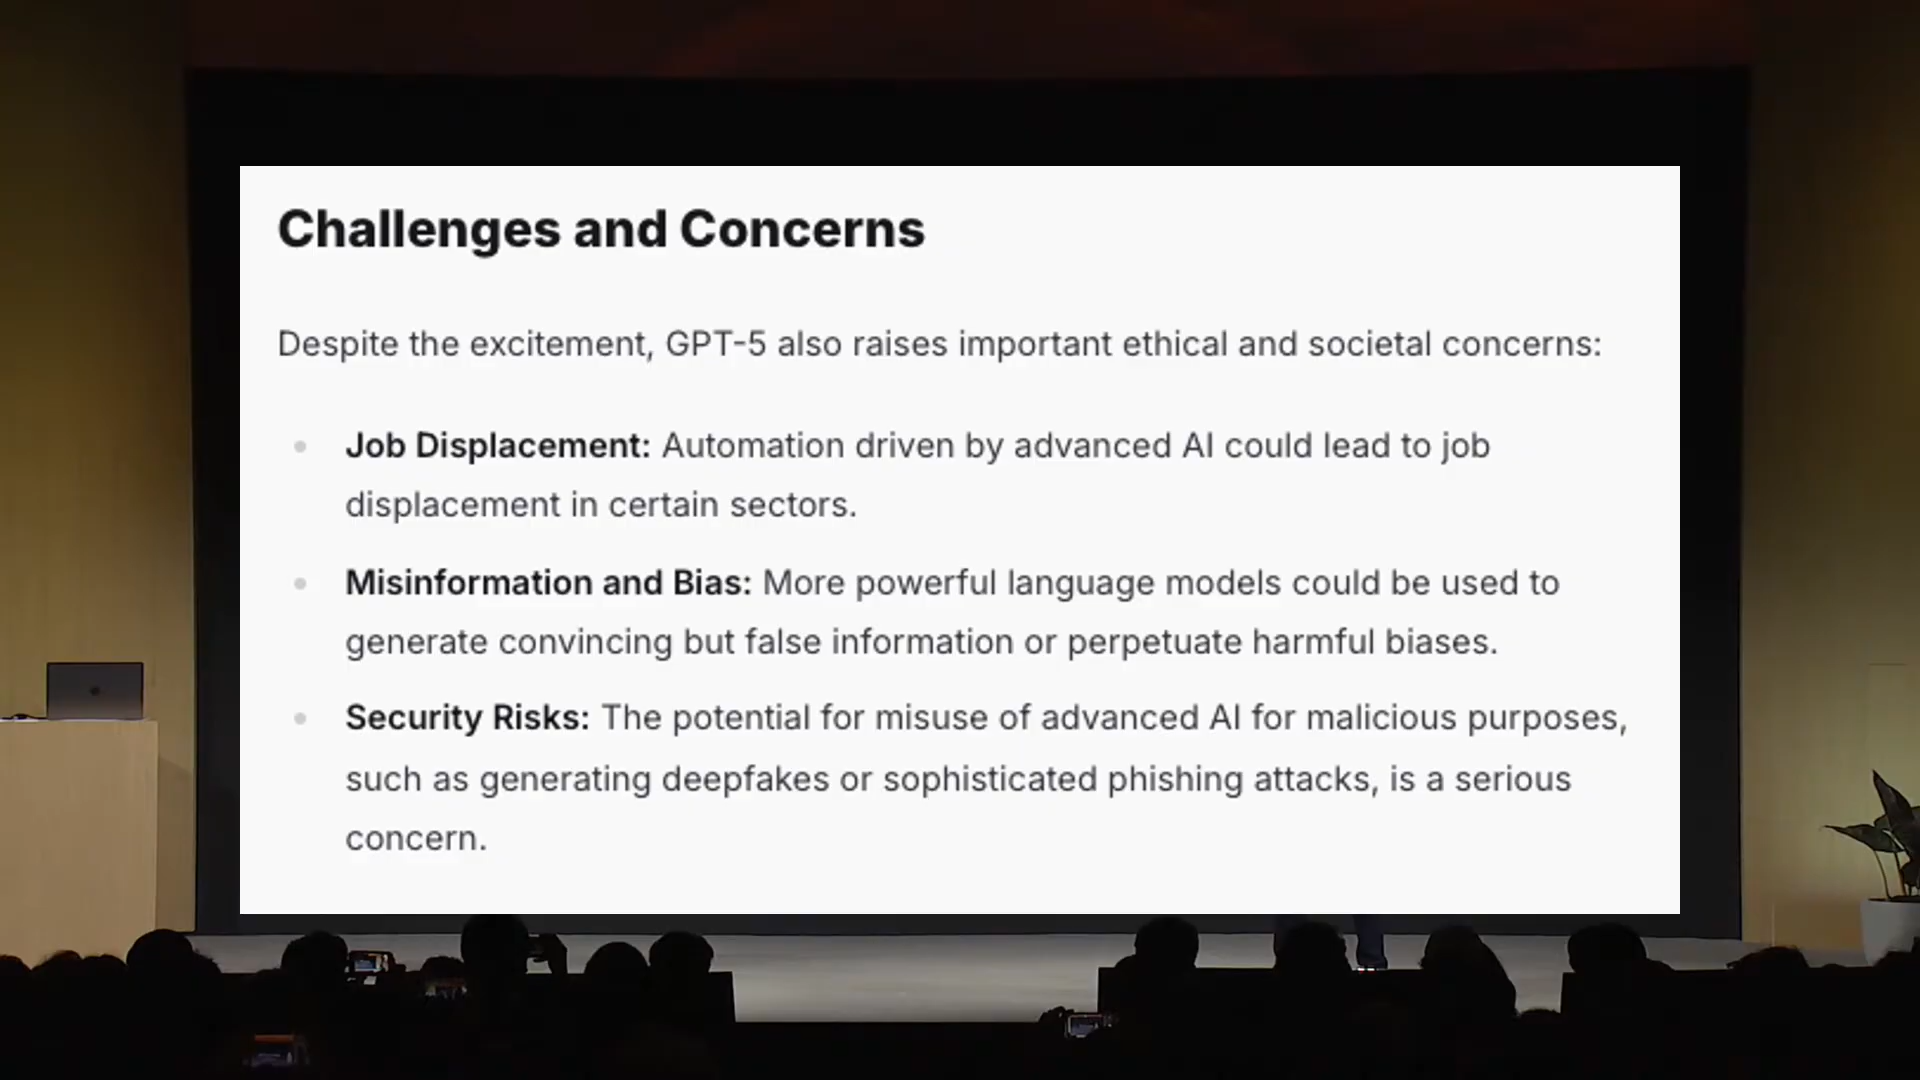 Challenges and Concerns
Despite the excitement, GPT-5 also raises important ethical and societal concerns:
Job Displacement: Automation driven by advanced AI could lead to job
displacement in certain sectors.
Misinformation and Bias: More powerful language models could be used to
generate convincing but false information or perpetuate harmful biases.
Security Risks: The potential for misuse of advanced AI for malicious purposes,
such as generating deepfakes or sophisticated phishing attacks, is a serious
concern.